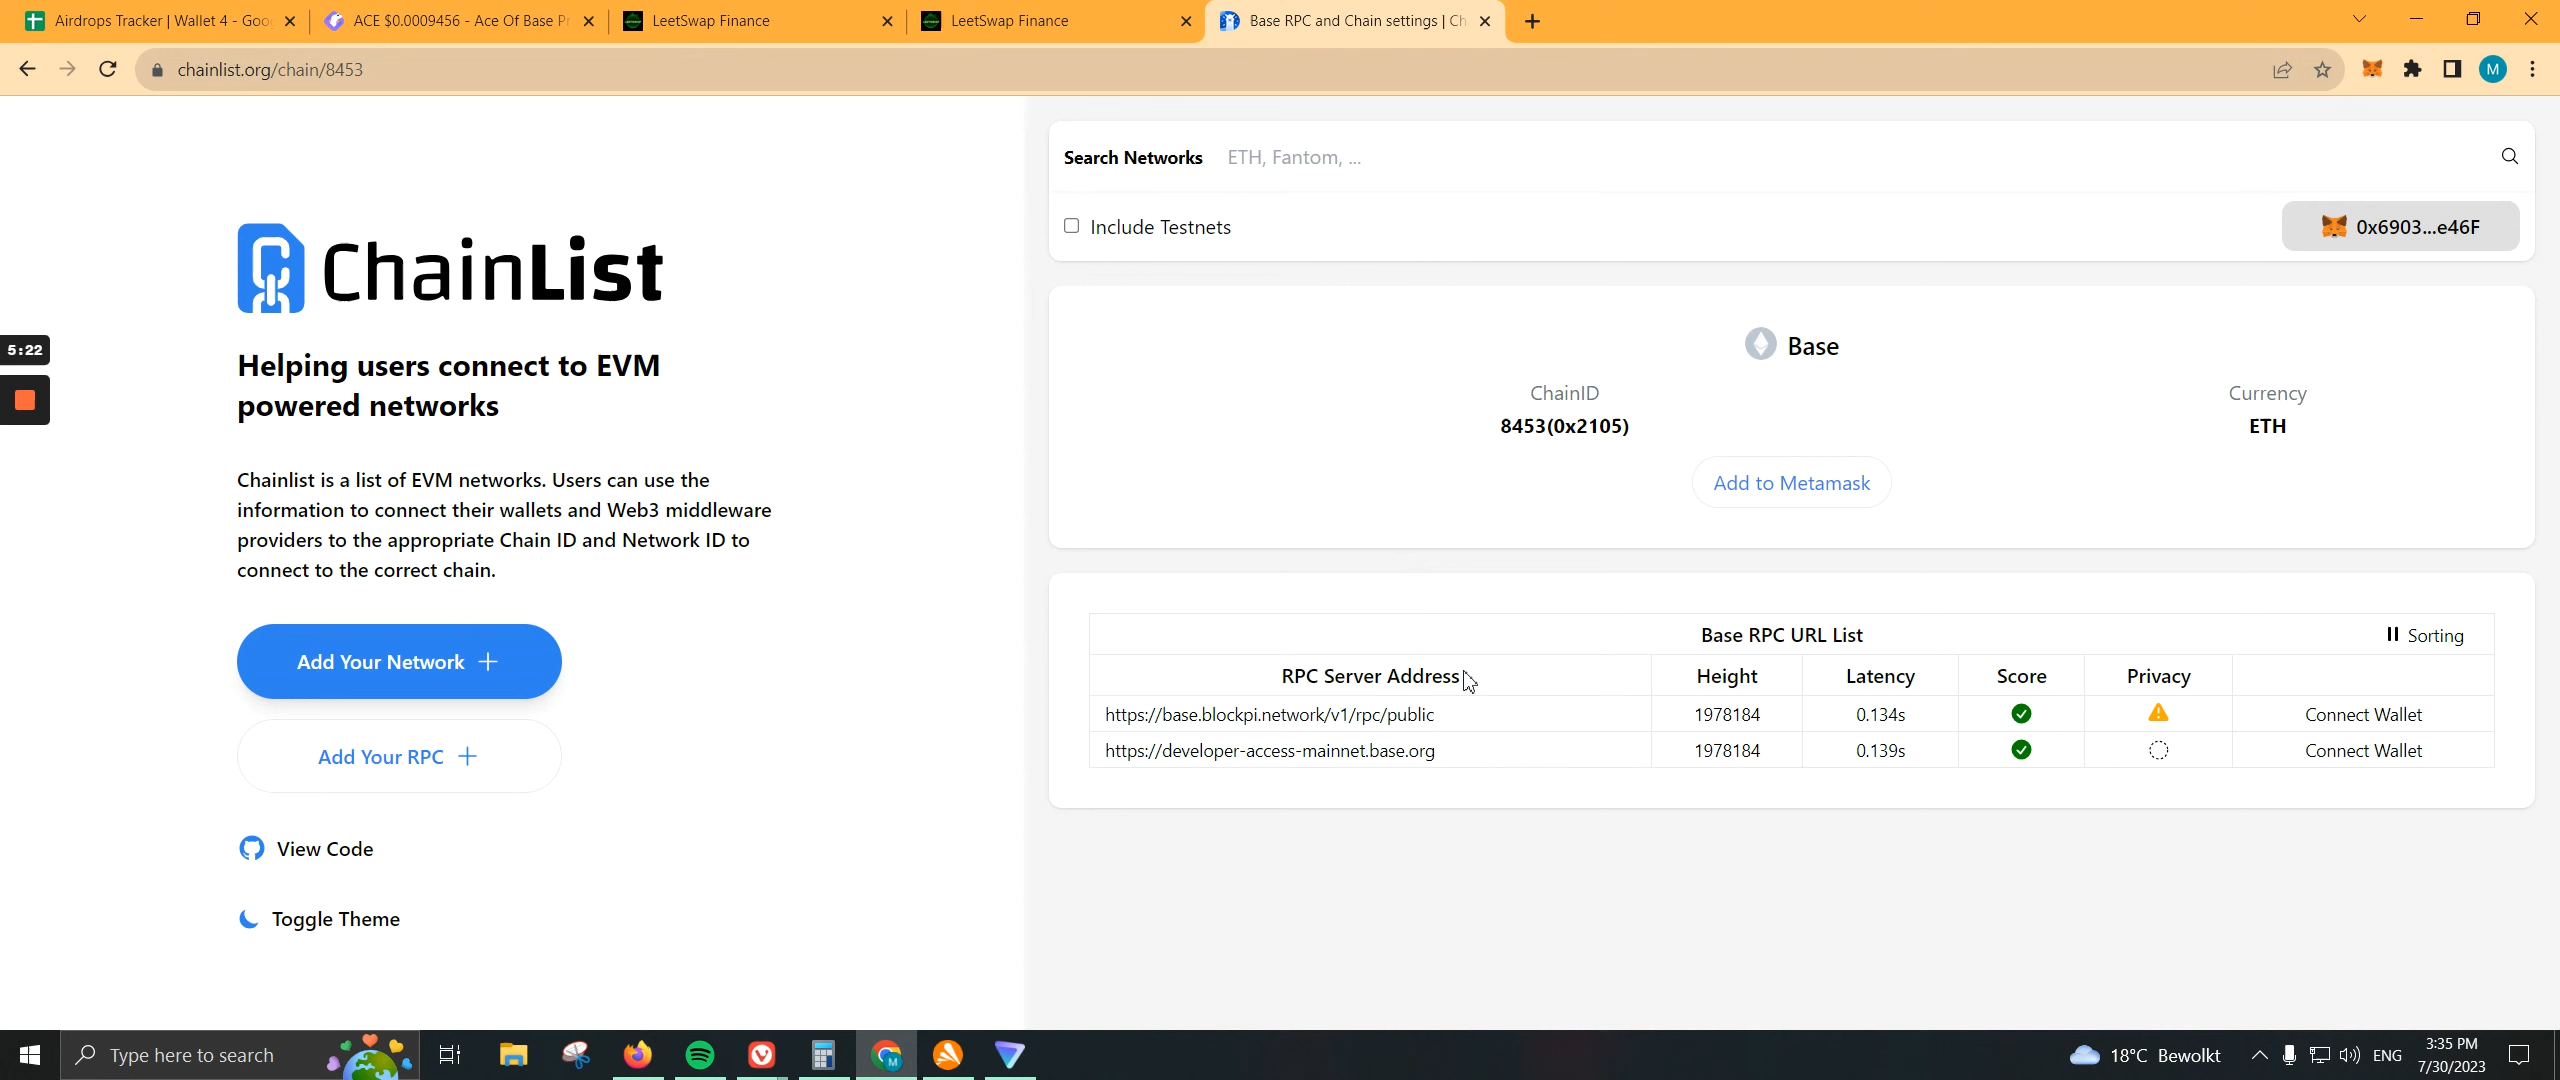 Airdrops Tracker | Wallet 4 - Goo
ACE $0.0009456 - Ace Of Base Pr
LeetSwap Finance
LeetSwap Finance
Base RPC and Chain settings | Ch
chainlist.org/chain/8453
M
Search Networks ETH, Fantom, ...
Include Testnets
0x6903...e46F
ChainList
5:22
Helping users connect to EVM
powered networks
Chainlist is a list of EVM networks. Users can use the
information to connect their wallets and Web3 middleware
providers to the appropriate Chain ID and Network ID to
connect to the correct chain.
Add Your Network
Add Your RPC
View Code
Toggle Theme
Base
ChainID Currency
8453(0x2105) ETH
Add to Metamask
Base RPC URL List Sorting
RPC Server Address Height Latency Score Privacy
https://base.blockpi.network/v1/rpc/public 1978184 0.134s Connect Wallet
https://developer-access-mainnet.base.org 1978184 0.139s Connect Wallet
Type here to search
18°C Bewolkt
ENG
3:35 PM
7/30/2023